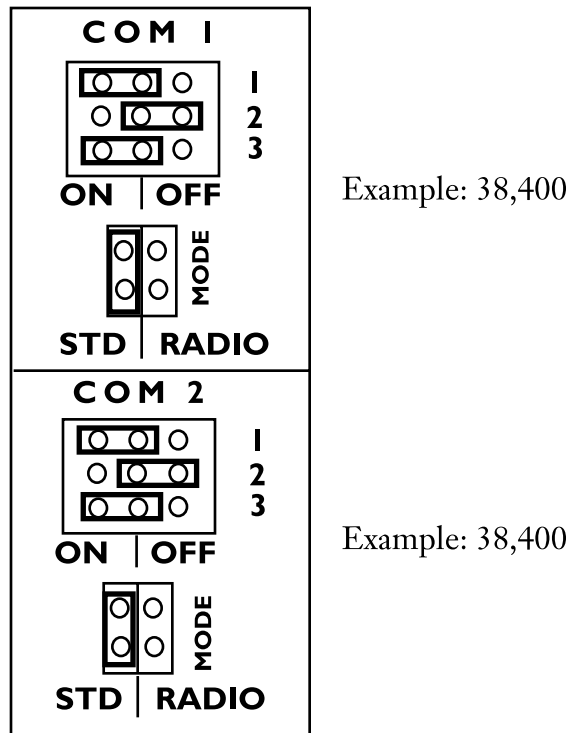 COM 1
1
2
3
ON OFF
Example: 38,400
MODE
STD RADIO
COM 2
1
2
3
ON OFF
Example: 38,400
MODE
STD RADIO